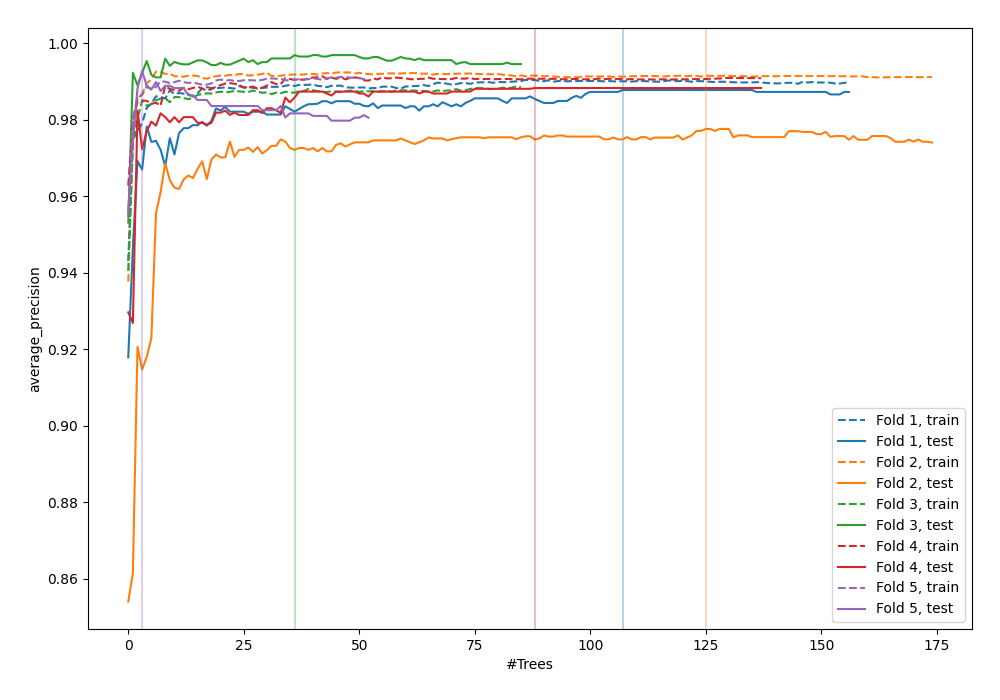 1.00
0.98
0.96
0.94
0.92
0.90
0.88
0.86
average_precision
0
25
50
75
100
125
150
175
#Trees
Fold 1, train
Fold 1, test
Fold 2, train
Fold 2, test
Fold 3, train
Fold 3, test
Fold 4, train
Fold 4, test
Fold 5, train
Fold 5, test